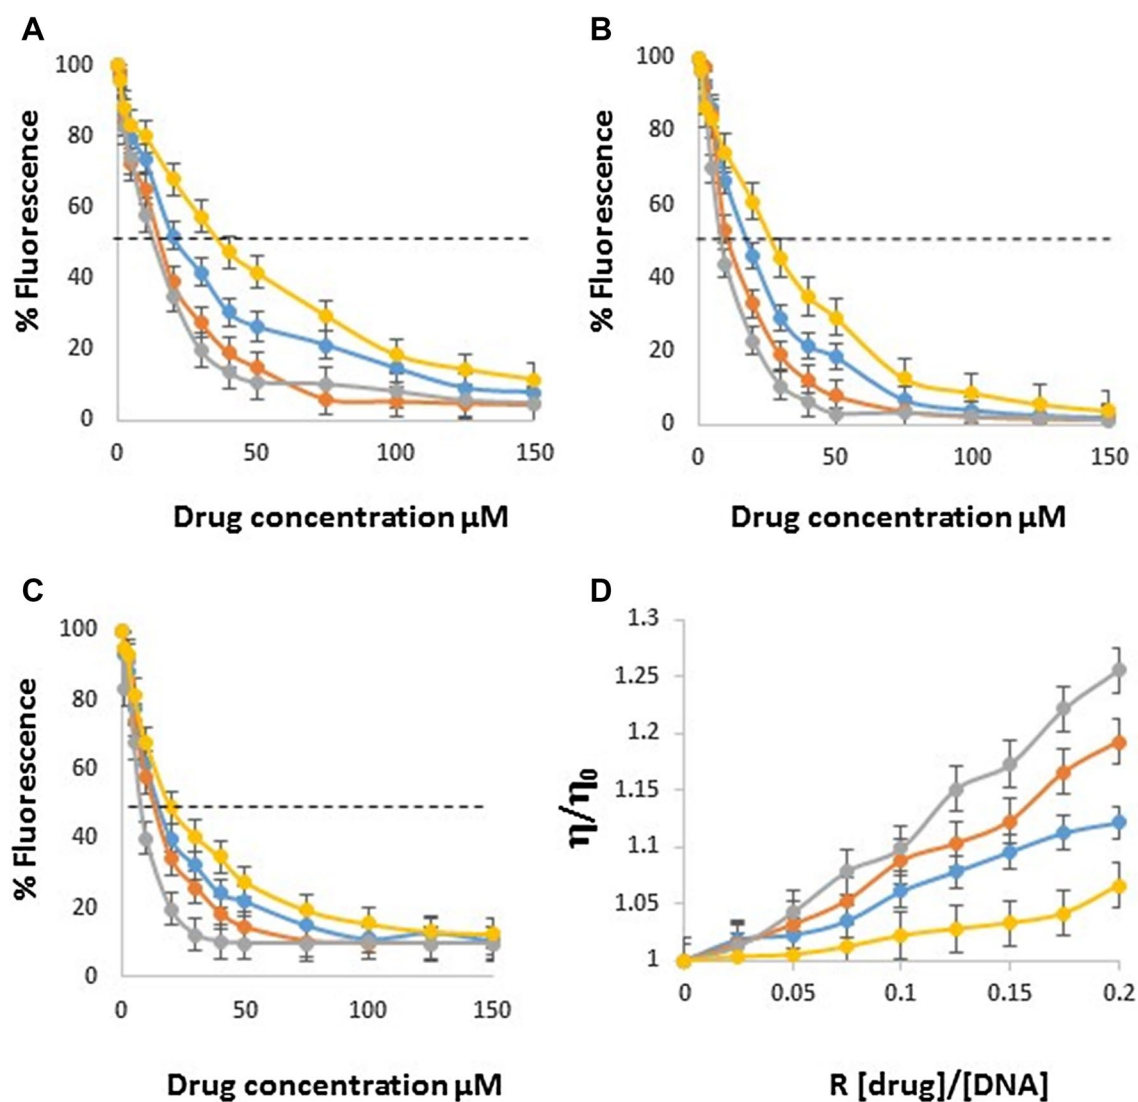 A
B
100
80
60
40
20
0
% Fluorescence
0 50 100 150
Drug concentration µM
100
80
60
40
20
0
% Fluorescence
0 50 100 150
Drug concentration µM
C
D
100
80
60
40
20
0
% Fluorescence
0 50 100 150
Drug concentration µM
1.3
1.25
1.2
1.15
1.1
1.05
1
η/η0
0 0.05 0.1 0.15 0.2
R [drug]/[DNA]